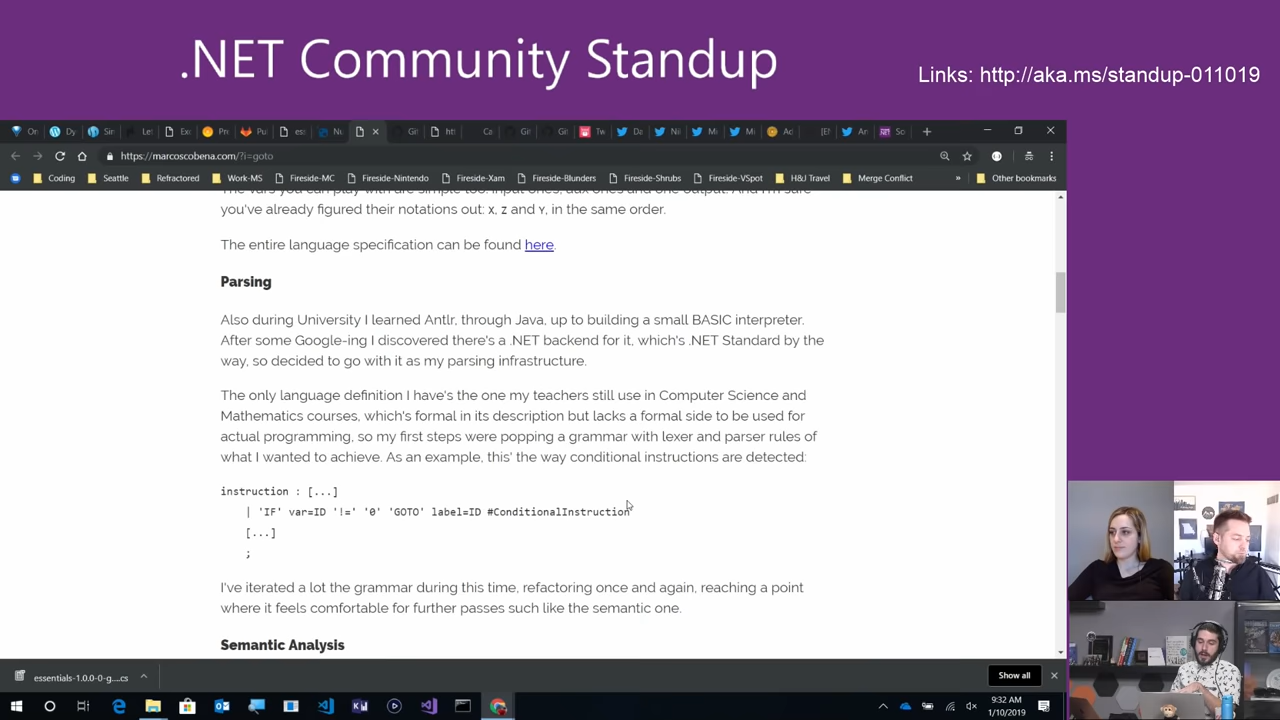 .NET Community Standup
Links: http://aka.ms/standup-011019
https://marcoscobena.com/?i=goto
Coding
Seattle
Refractored
Work-MS
Fireside-MC
Fireside-Nintendo
Fireside-Xam
Fireside-Blunders
Fireside-Shrubs
Fireside-VSpot
H&J Travel
Merge Conflict
»
Other bookmarks
you've already figured their notations out: X, Z and Y, in the same order.
The entire language specification can be found here.
Parsing
Also during University I learned Antlr, through Java, up to building a small BASIC interpreter.
After some Google-ing I discovered there's a .NET backend for it, which's .NET Standard by the
way, so decided to go with it as my parsing infrastructure.
The only language definition I have's the one my teachers still use in Computer Science and
Mathematics courses, which's formal in its description but lacks a formal side to be used for
actual programming, so my first steps were popping a grammar with lexer and parser rules of
what I wanted to achieve. As an example, this' the way conditional instructions are detected:
instruction : [...]
| 'IF' var=ID '!=' '0' 'GOTO' label=ID #ConditionalInstruction
[...]
;
I've iterated a lot the grammar during this time, refactoring once and again, reaching a point
where it feels comfortable for further passes such like the semantic one.
Semantic Analysis
essentials-1.0.0-0-g....cs
Show all
9:32 AM
1/10/2019